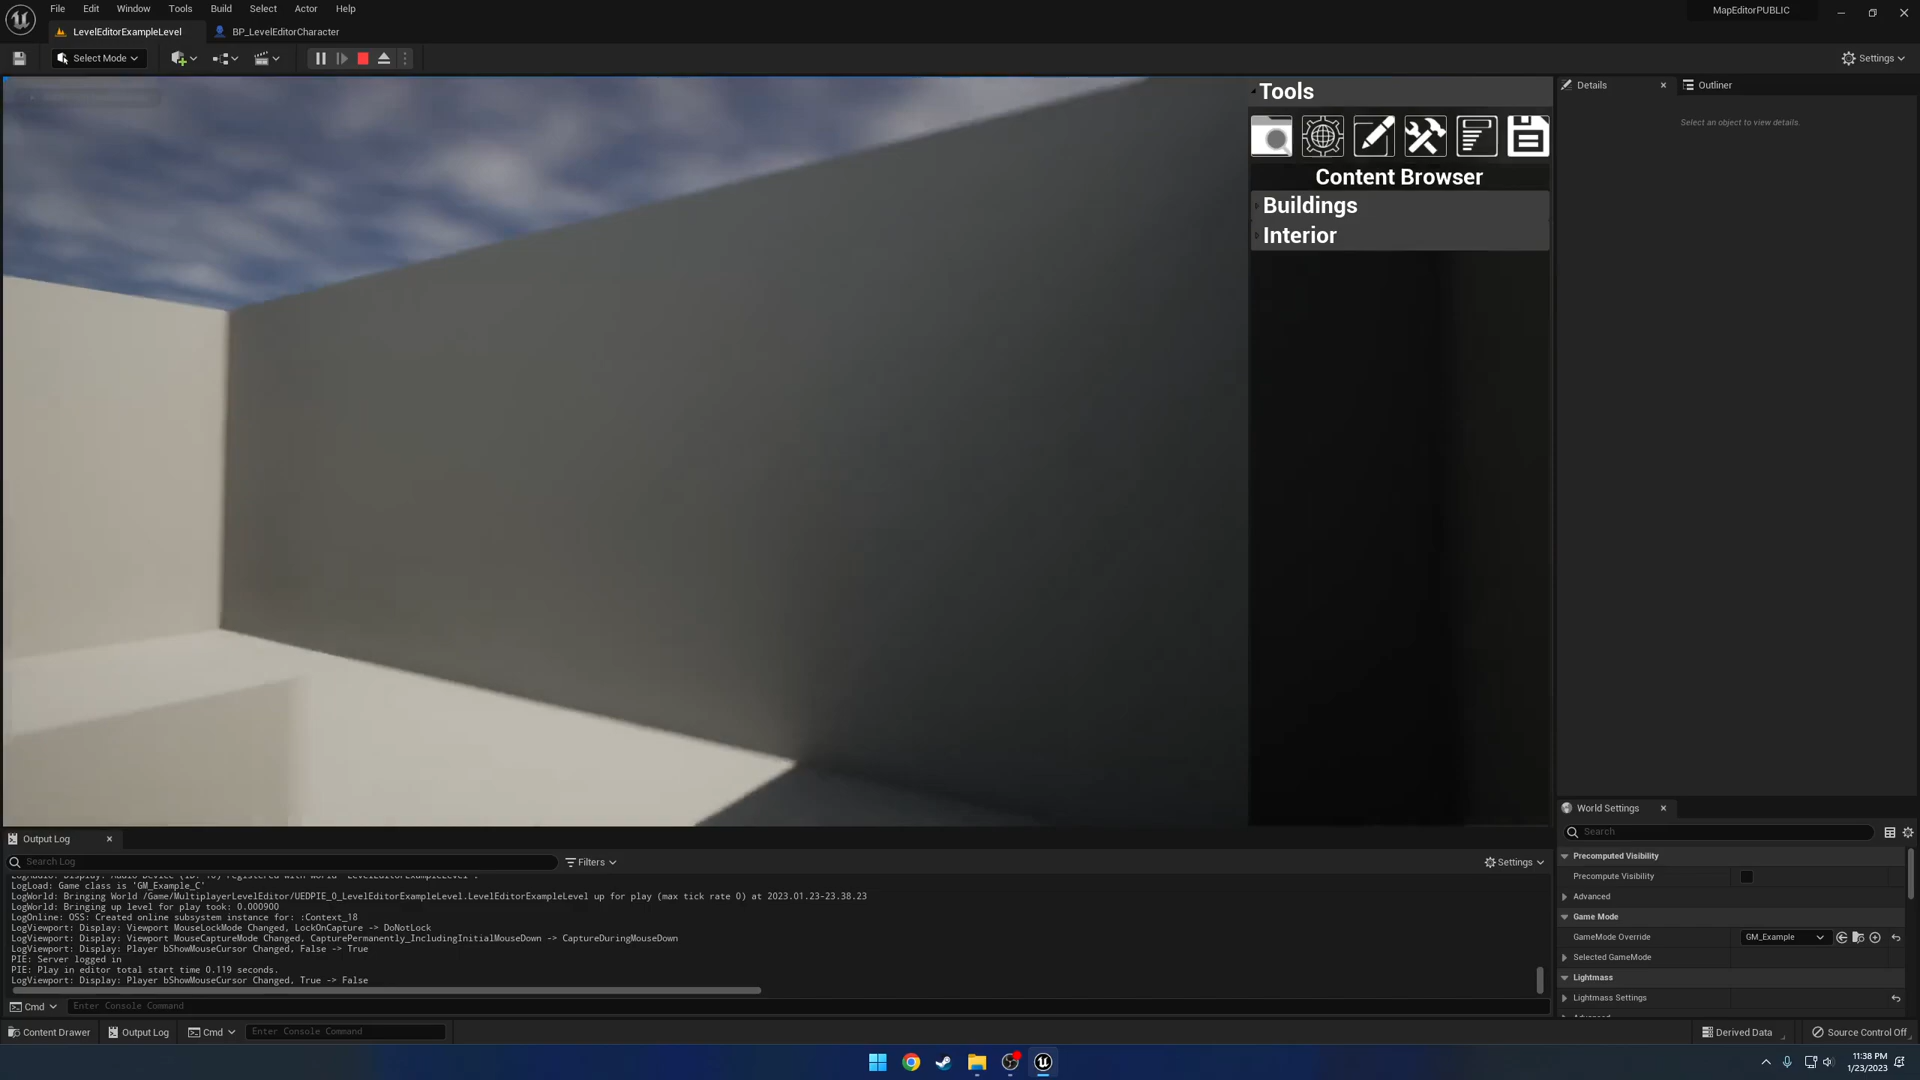 File Edit Window Tools Build Select Actor Help
MapEditorPUBLIC
LevelEditorExampleLevel
BP_LevelEditorCharacter
Select Mode
Settings
Tools
Content Browser
Buildings
Interior
Details
Outliner
Select an object to view details.
Output Log
Search Log
Filters
Settings
LogLoad: Game class is 'GM_Example_C'
LogWorld: Bringing World /Game/MultiplayerLevelEditor/UEDPIE_0_LevelEditorExampleLevel.LevelEditorExampleLevel up for play (max tick rate 0) at 2023.01.23-23.38.23
LogWorld: Bringing up level for play took: 0.000900
LogOnline: OSS: Created online subsystem instance for: :Context_18
LogViewport: Display: Viewport MouseLockMode Changed, LockOnCapture -> DoNotLock
LogViewport: Display: Viewport MouseCaptureMode Changed, CapturePermanently_IncludingInitialMouseDown -> CaptureDuringMouseDown
LogViewport: Display: Player bShowMouseCursor Changed, False -> True
PIE: Server logged in
PIE: Play in editor total start time 0.119 seconds.
LogViewport: Display: Player bShowMouseCursor Changed, True -> False
Cmd
Enter Console Command
World Settings
Search
Precomputed Visibility
Precompute Visibility
Advanced
Game Mode
GameMode Override
GM_Example
Selected GameMode
Lightmass
Lightmass Settings
Content Drawer
Output Log
Cmd
Enter Console Command
Derived Data
Source Control Off
11:38 PM
1/23/2023